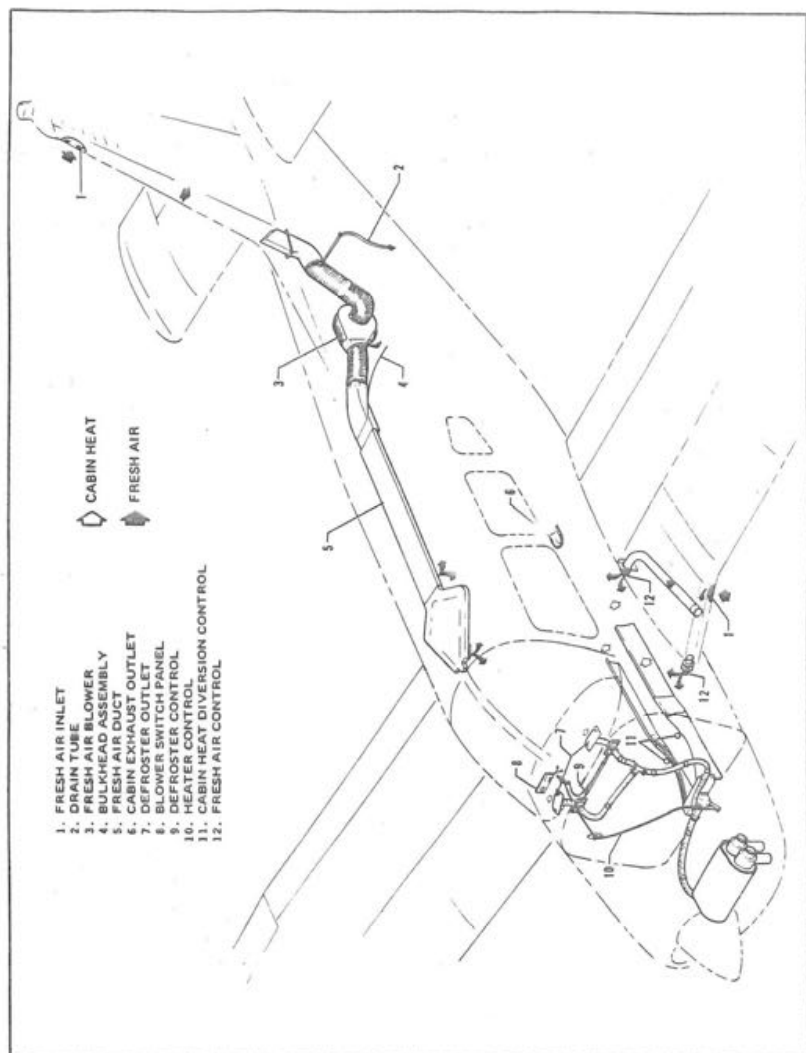 1. FRESH AIR INLET
2. DRAIN TUBE
3. FRESH AIR BLOWER
4. BULKHEAD ASSEMBLY
5. FRESH AIR DUCT
6. CABIN EXHAUST OUTLET
7. DEFROSTER OUTLET
8. BLOWER SWITCH PANEL
9. DEFROSTER CONTROL
10. HEATER CONTROL
11. CABIN HEAT DIVERSION CONTROL
12. FRESH AIR CONTROL
CABIN HEAT
FRESH AIR
1
2
3
4
5
6
7
8
9
10
11
12
12
1